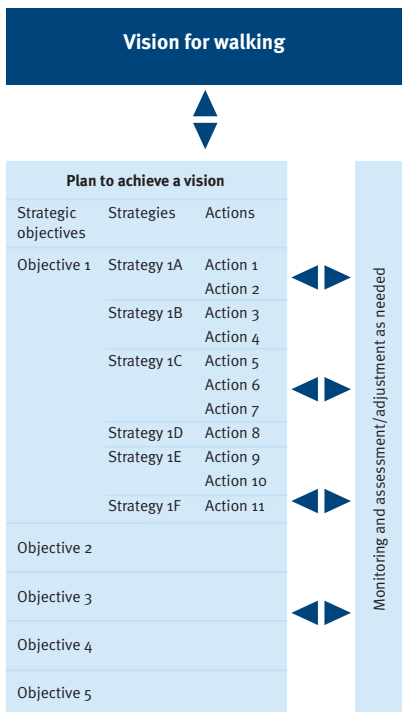 Vision for walking
Plan to achieve a vision
Strategic Strategies Actions
objectives
Objective 1 Strategy 1A Action 1
Action 2
Strategy 1B Action 3
Action 4
Strategy 1C Action 5
Action 6
Action 7
Strategy 1D Action 8
Strategy 1E Action 9
Action 10
Strategy 1F Action 11
Objective 2
Objective 3
Objective 4
Objective 5
Monitoring and assessment/adjustment as needed